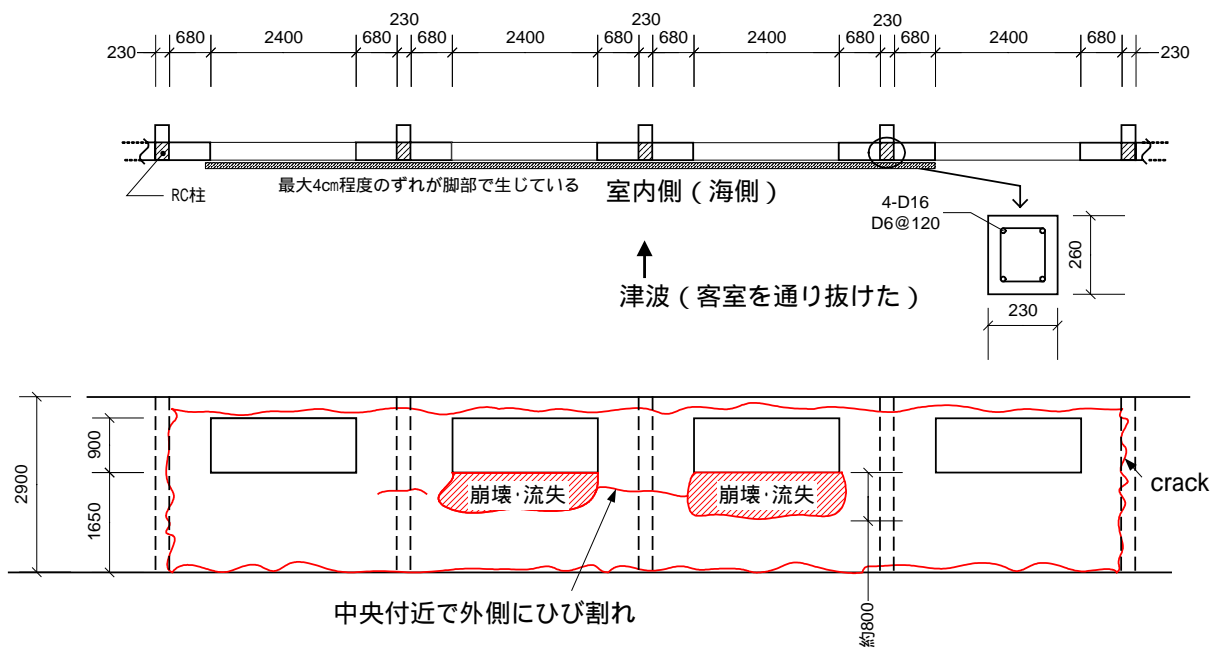 230
230
230
230 680
2400
680 680
2400
680 680
2400
680 680
2400
680
230
RC柱
最大4cm程度のずれが脚部で生じている
室内側（海側）
4-D16
D6@120
260
230
津波（客室を通り抜けた）
2900
900
1650
崩壊・流失
崩壊・流失
crack
中央付近で外側にひび割れ
約800